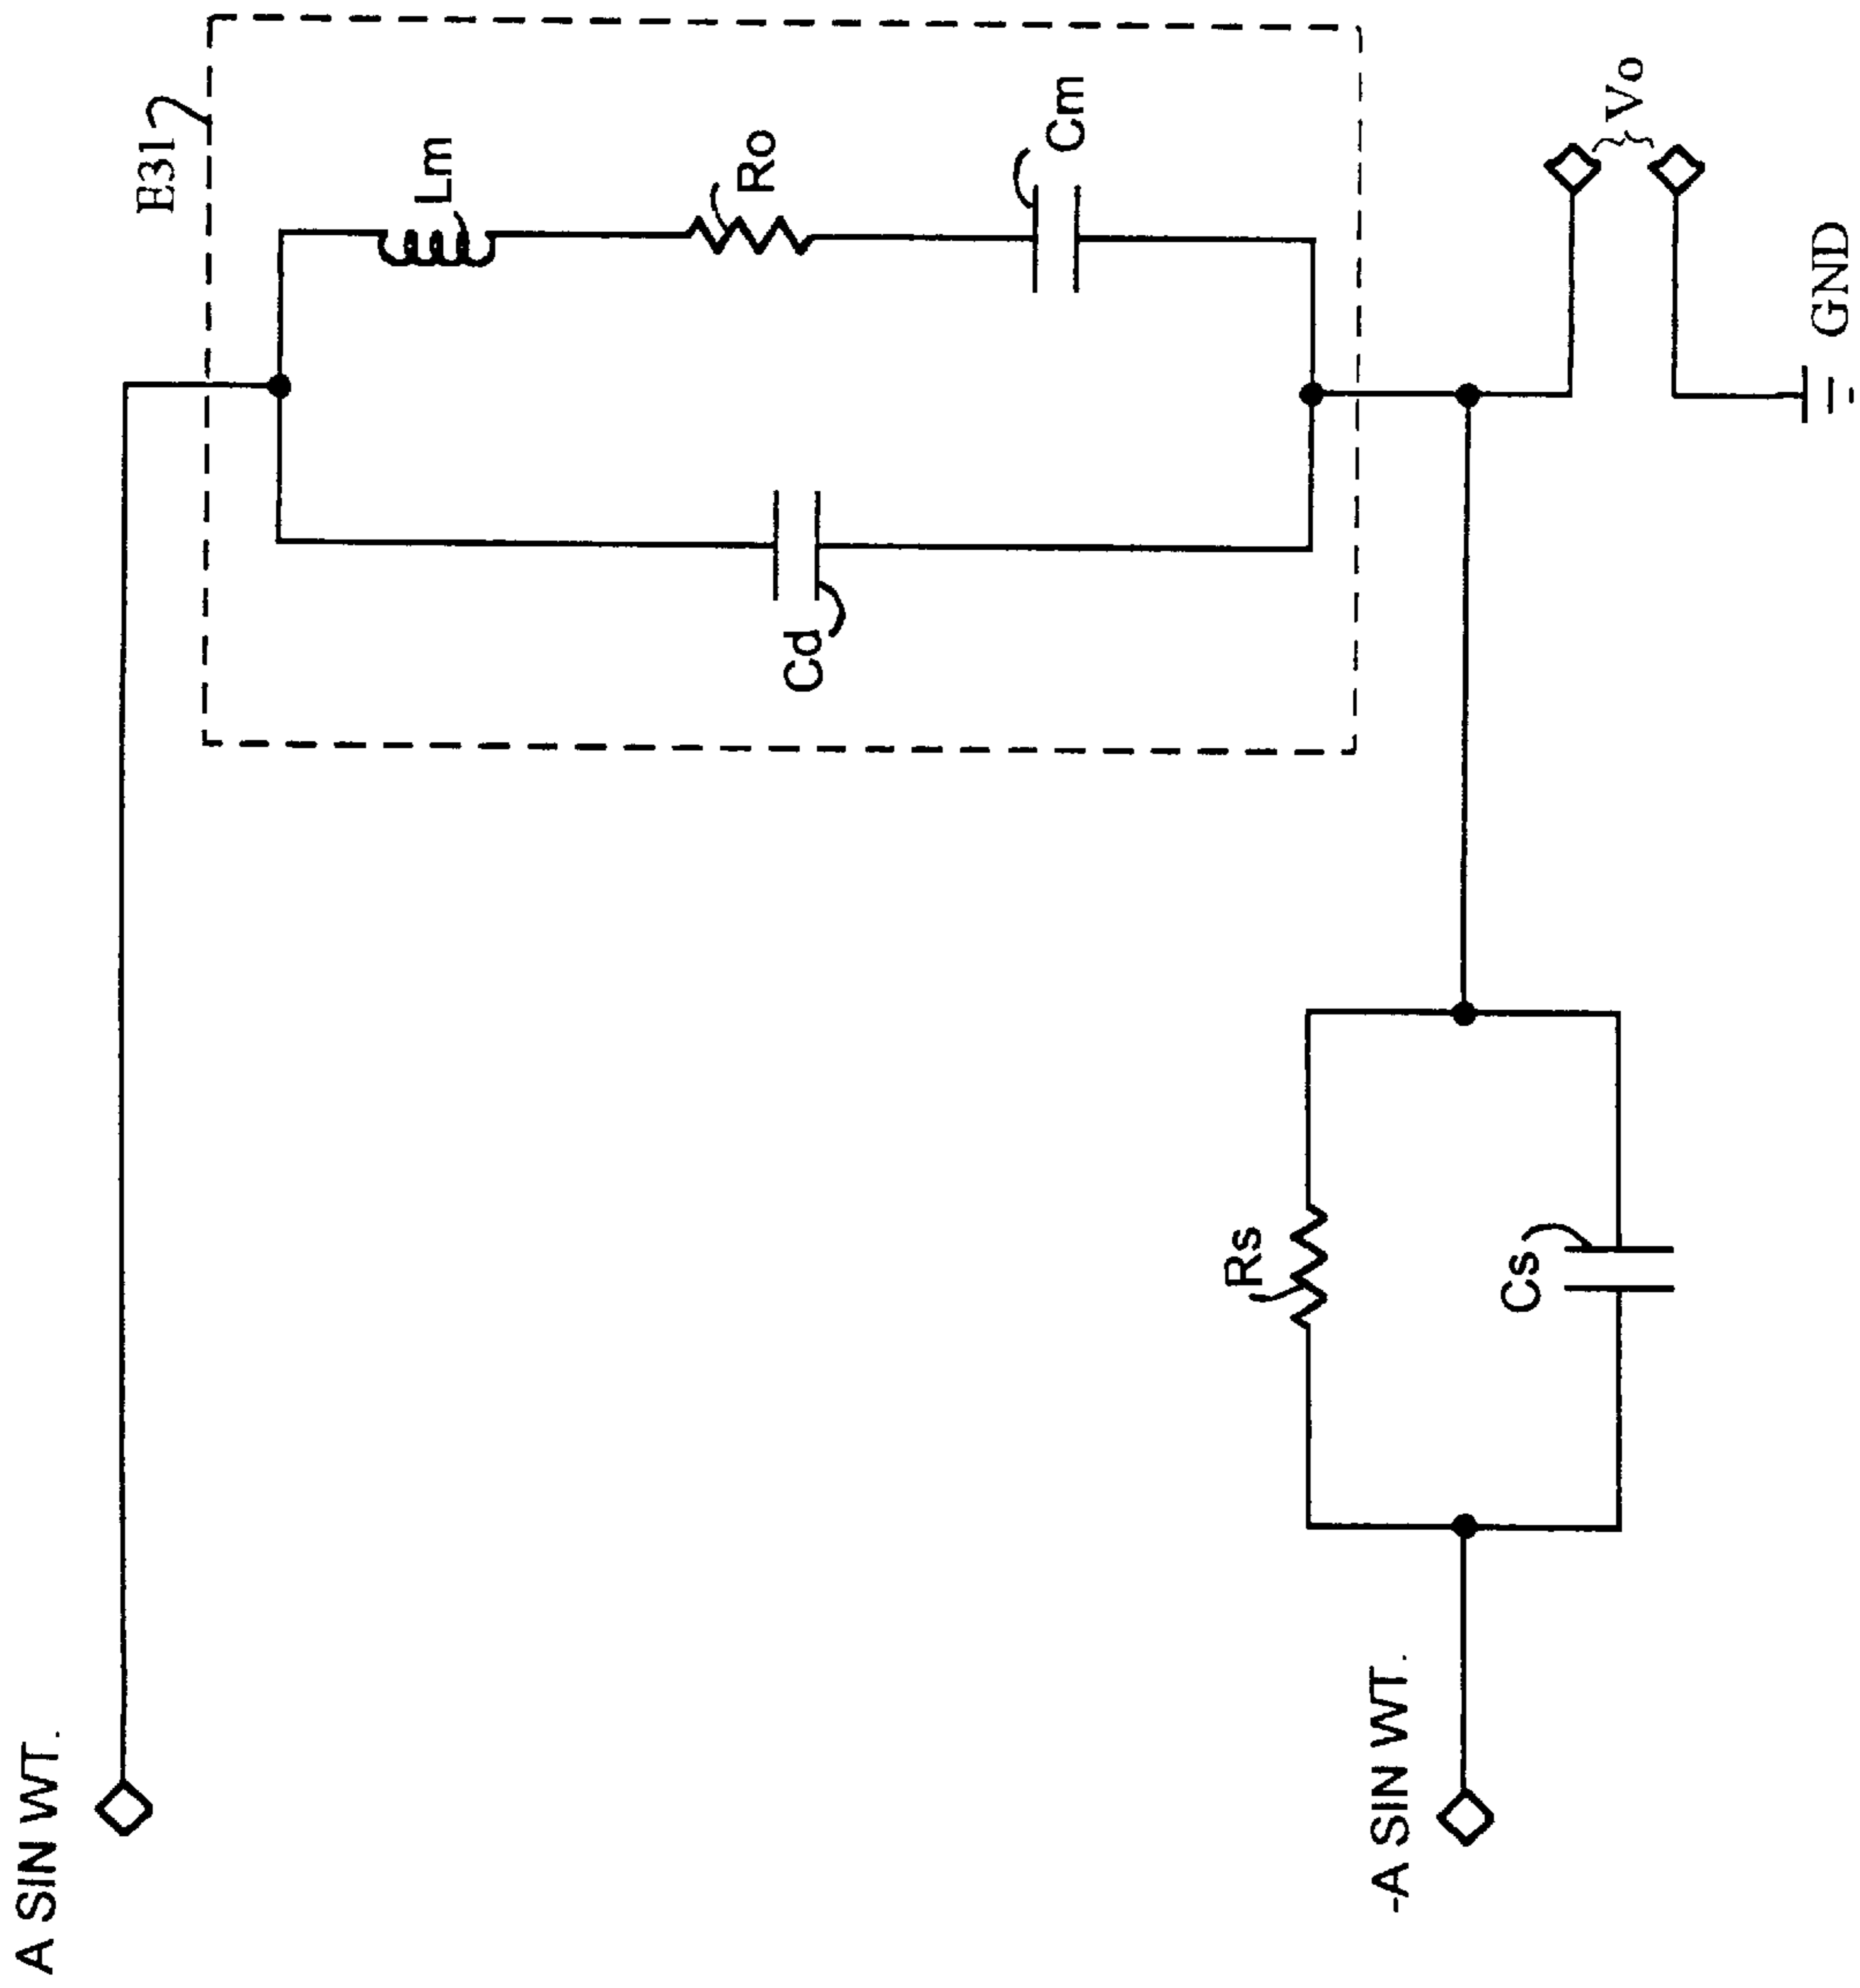 A SIN WT.
-A SIN WT.
Rs
Cs
Cd
E31
Lm
Ro
Cm
Vo
GND